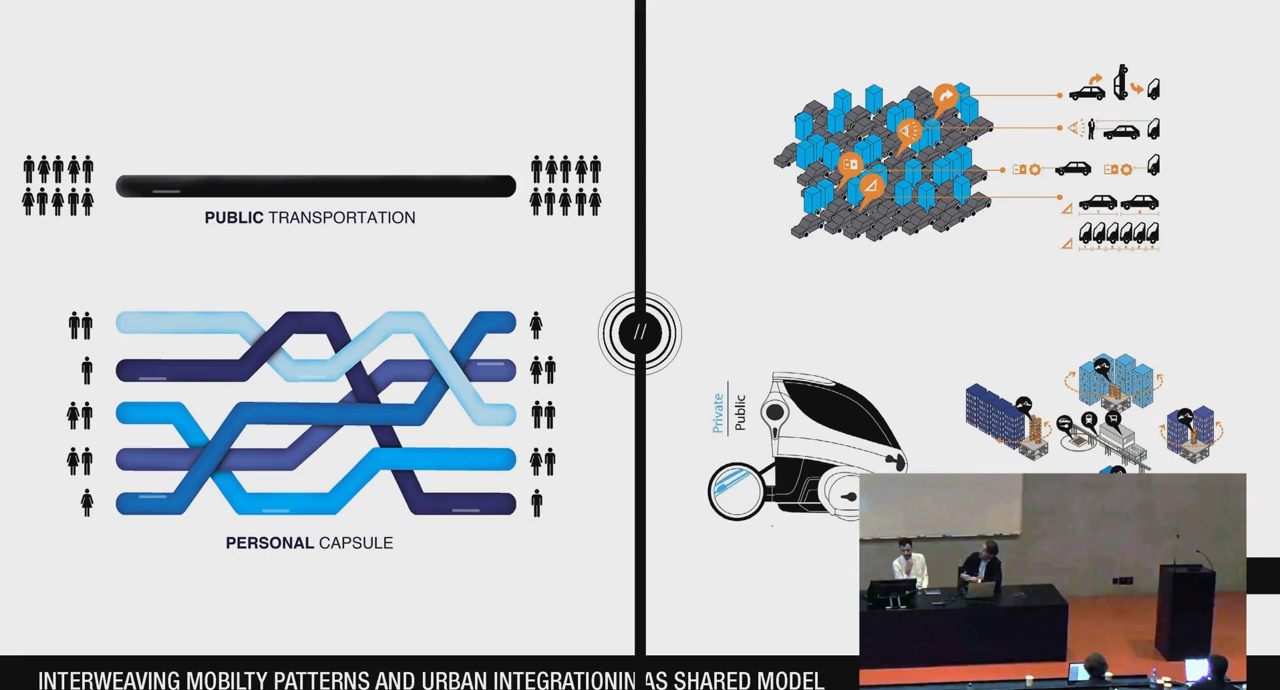 PUBLIC TRANSPORTATION
PERSONAL CAPSULE
//
Private
Public
INTERWEAVING MOBILTY PATTERNS AND URBAN INTEGRATIONIN AS SHARED MODEL